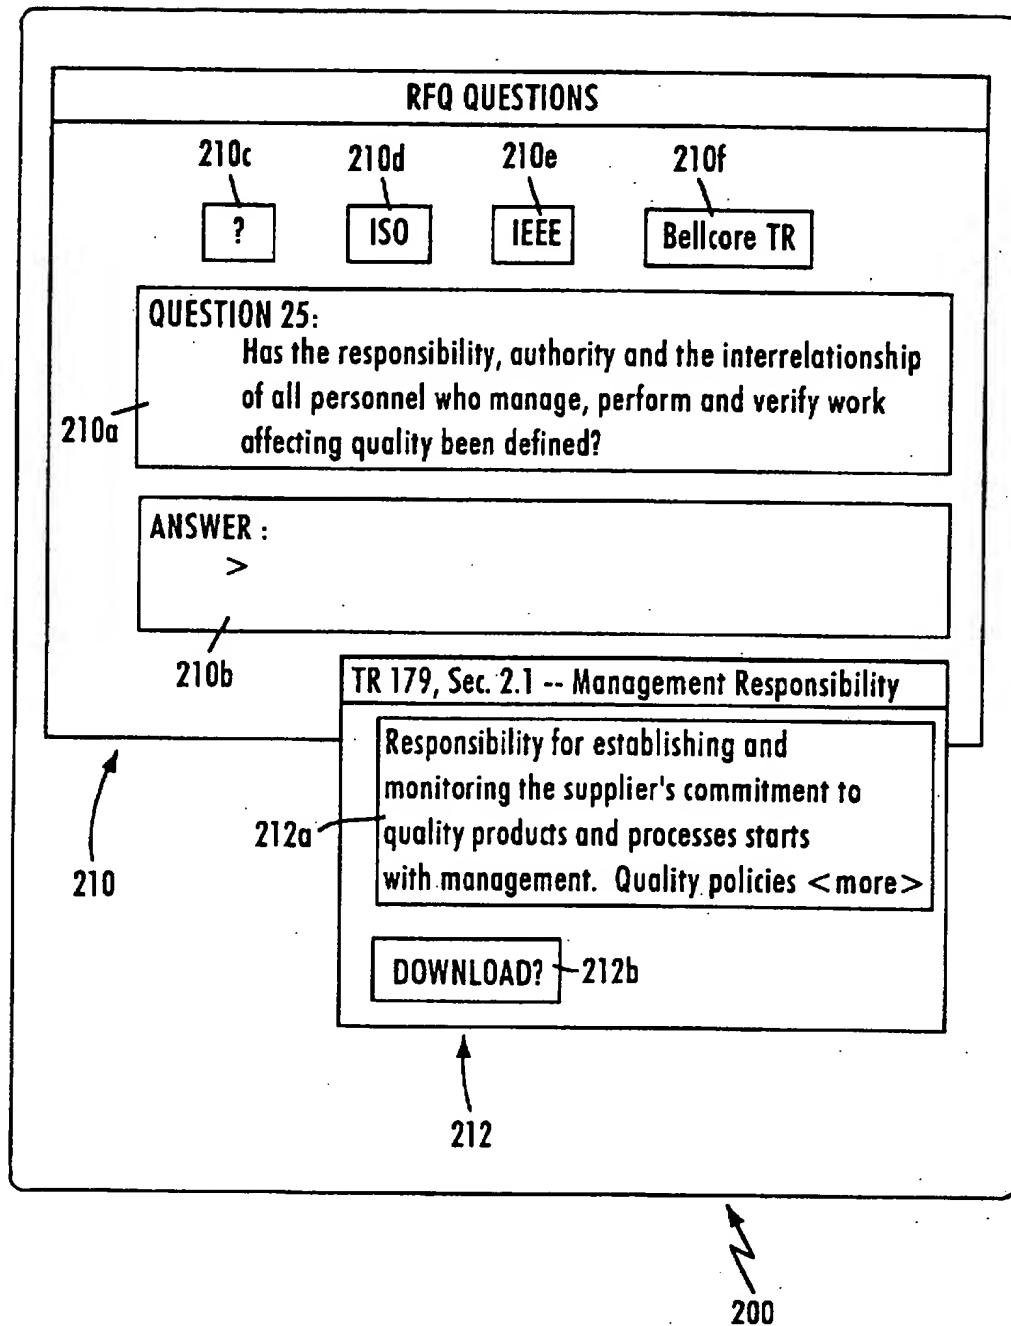 RFQ QUESTIONS
210c 210d 210e 210f
? ISO IEEE Bellcore TR
QUESTION 25:
Has the responsibility, authority and the interrelationship
of all personnel who manage, perform and verify work
210a
affecting quality been defined?
ANSWER :
>
210b
TR 179, Sec. 2.1 -- Management Responsibility
Responsibility for establishing and
monitoring the supplier's commitment to
212a
quality products and processes starts
210
with management. Quality policies <more>
DOWNLOAD? 212b
212
200